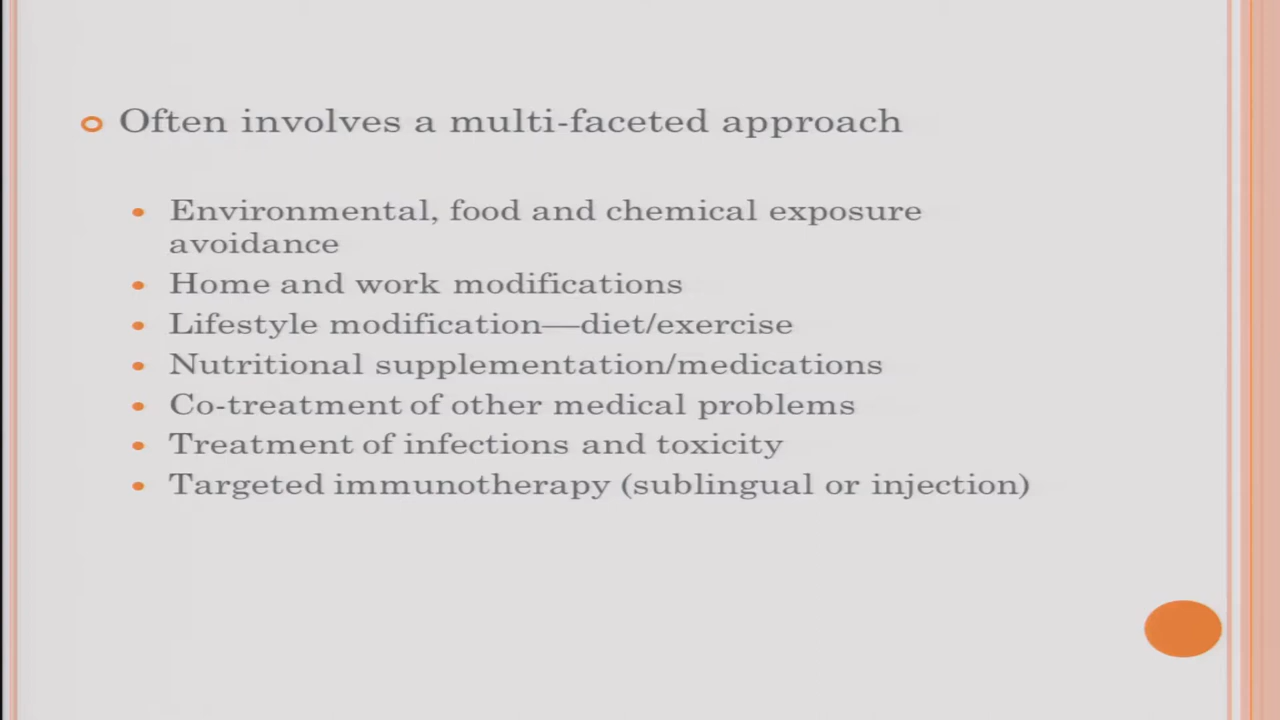 Often involves a multi-faceted approach
Environmental, food and chemical exposure
avoidance
Home and work modifications
Lifestyle modification—diet/exercise
Nutritional supplementation/medications
Co-treatment of other medical problems
Treatment of infections and toxicity
Targeted immunotherapy (sublingual or injection)